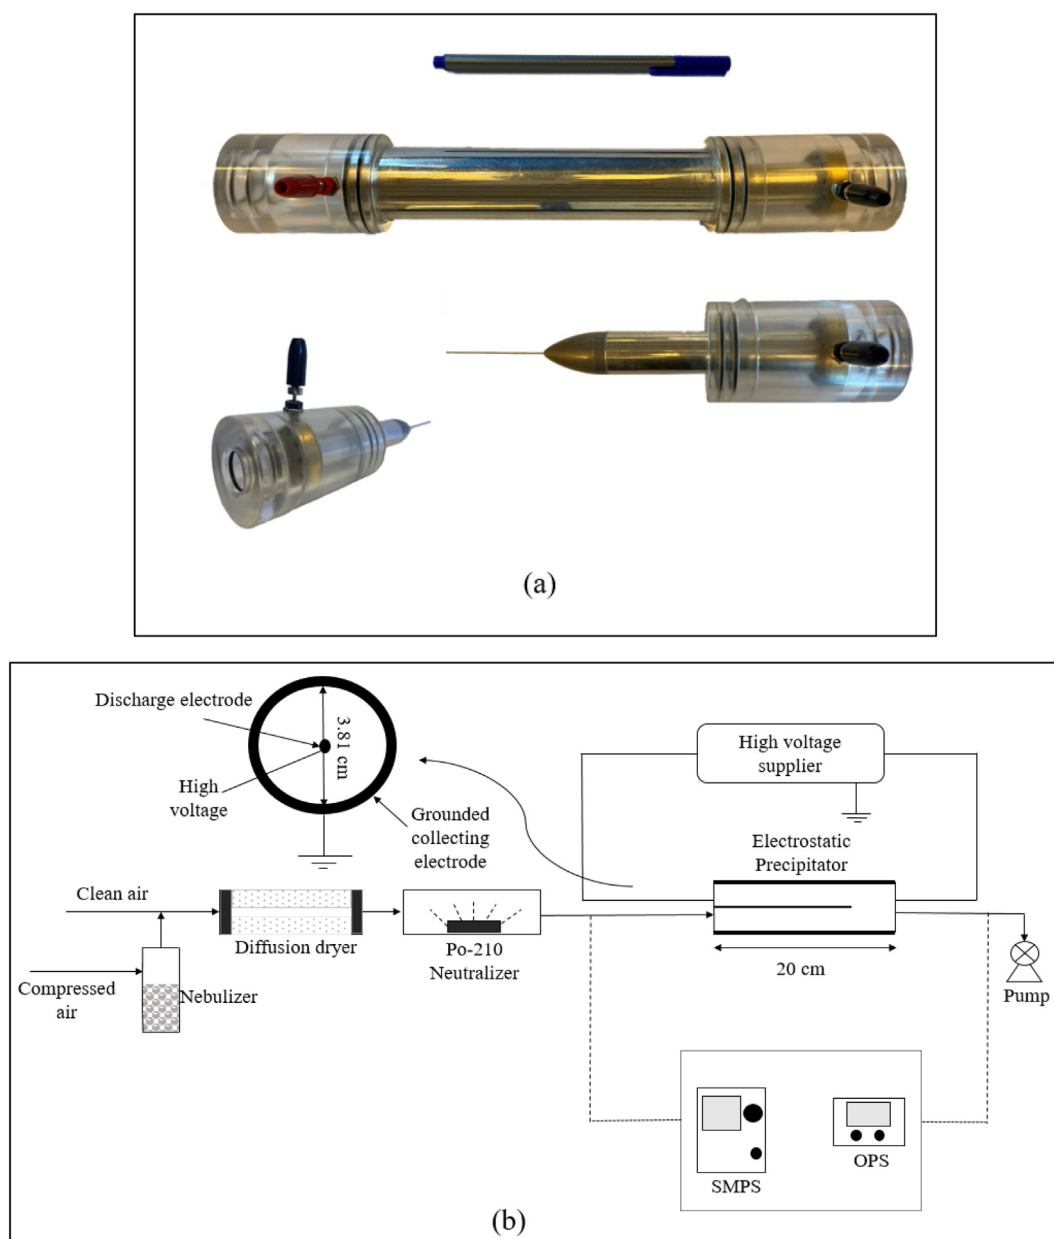 (a)
Discharge electrode
3.81 cm
High
voltage
Grounded
collecting
electrode
High voltage
supplier
Electrostatic
Precipitator
Clean air
Diffusion dryer
Po-210
Neutralizer
20 cm
Compressed
air
Nebulizer
Pump
SMPS
OPS
(b)